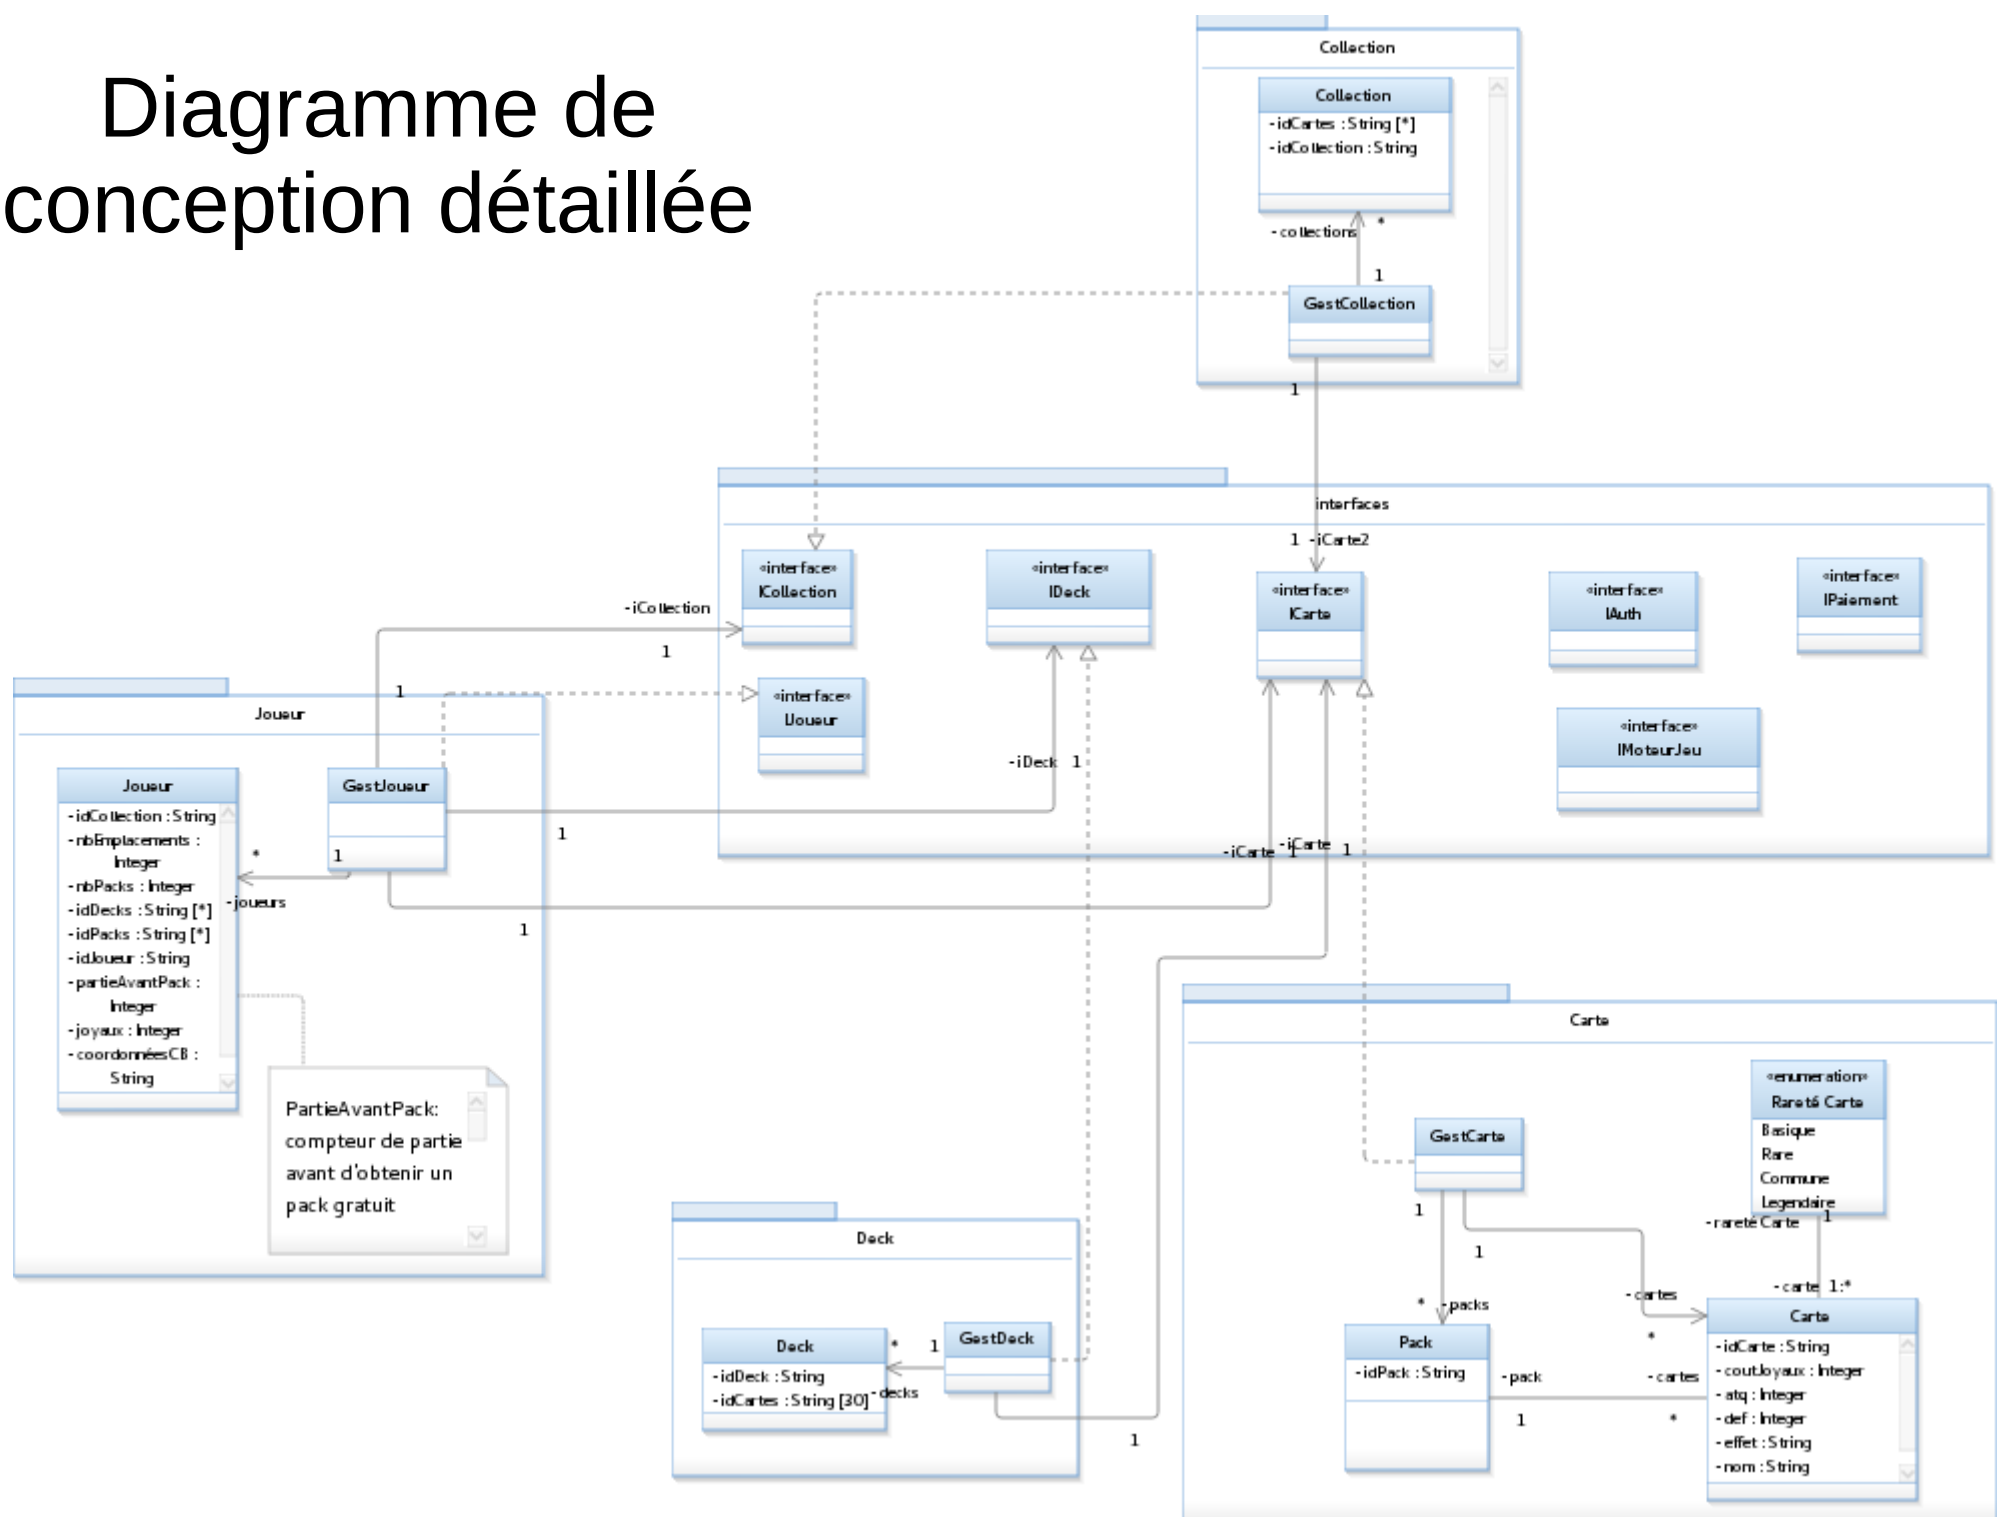 Diagramme de
conception détaillée
Collection
Collection
-idCartes : String [*]
-idCollection : String
-collections
*
1
GestCollection
1
interfaces
1 -iCarte2
«interface»
ICollection
«interface»
IDeck
«interface»
ICarte
«interface»
IAuth
«interface»
IPaiement
-iCollection
1
1
«interface»
IJoueur
«interface»
IMoteurJeu
-iDeck 1
1
-iCarte 1
-iCarte 1
Joueur
Joueur
-idCollection : String
-nbEmplacements :
Integer
-nbPacks : Integer
-idDecks : String [*]
-idPacks : String [*]
-idJoueur : String
-partieAvantPack :
Integer
-joyaux : Integer
-coordonnéesCB :
String
GestJoueur
1
*
-joueurs
1
PartieAvantPack:
compteur de partie
avant d'obtenir un
pack gratuit
Deck
Deck
-idDeck : String
-idCartes : String [30]
* 1
-decks
GestDeck
1
Carte
GestCarte
«enumeration»
Rareté Carte
Basique
Rare
Commune
Legendaire
-rareté Carte 1
1
1
-carte 1:*
* -packs
-cartes
*
Pack
-idPack : String
-pack
1
-cartes
*
Carte
-idCarte : String
-coutJoyaux : Integer
-atq : Integer
-def : Integer
-effet : String
-nom : String